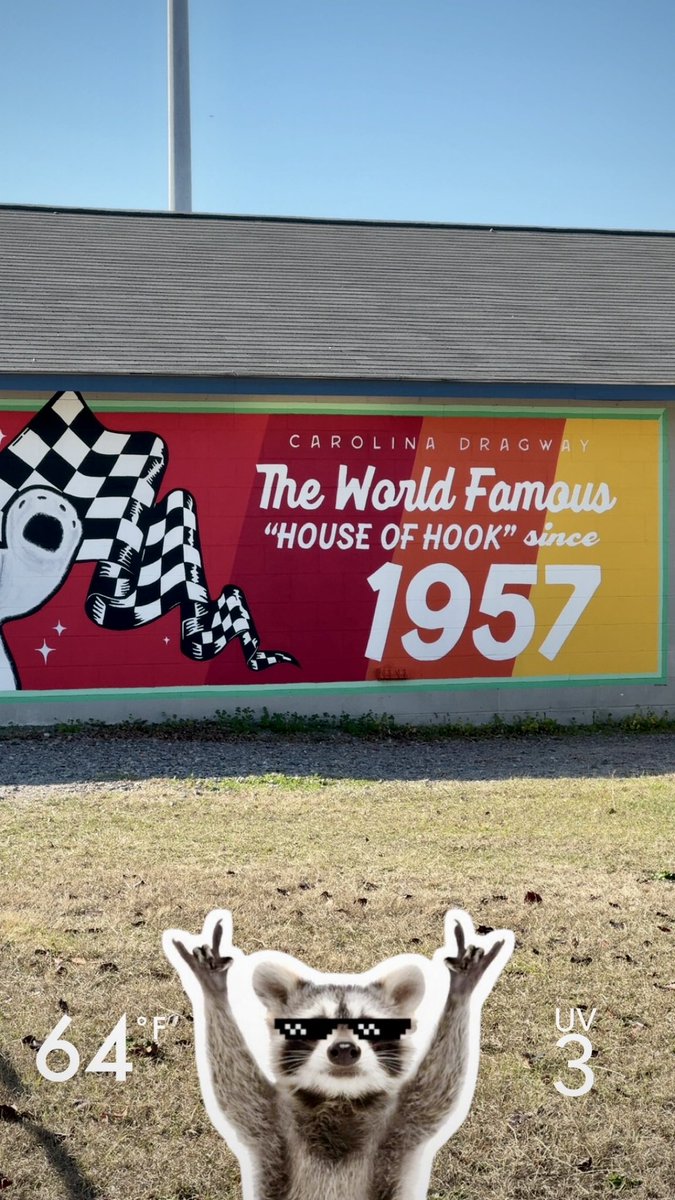 CAROLINA DRAGWAY
The World Famous
“HOUSE OF HOOK” since
1957
64°F
UV
3